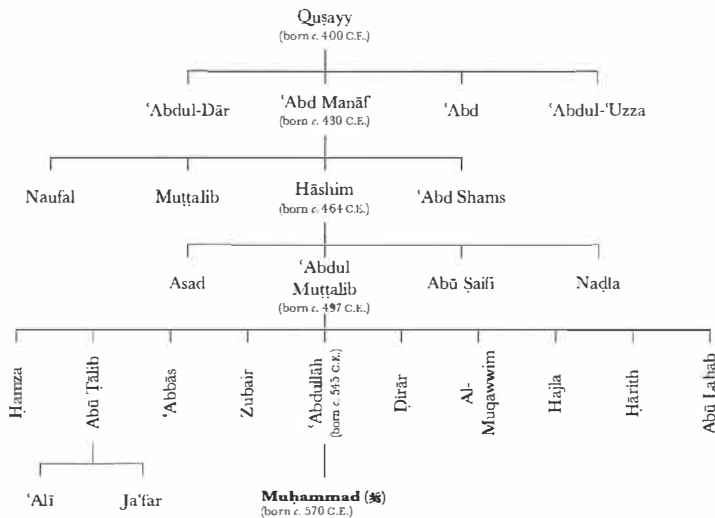 Quṣayy
(born c. 400 C.E.)
‘Abdul-Dār
‘Abd Manāf
(born c. 430 C.E.)
‘Abd
‘Abdul-‘Uzza
Naufal
Muṭṭalib
Hāshim
(born c. 464 C.E.)
‘Abd Shams
Asad
‘Abdul
Muṭṭalib
(born c. 497 C.E.)
Abū Ṣaifi
Naḍla
Ḥamza
Abū Ṭālib
‘Abbās
Zubair
‘Abdullāh
(born c. 545 C.E.)
Ḍirār
Al-
Muqawwim
Hajla
Ḥārith
Abū Lahab
‘Alī
Ja‘far
Muḥammad (ﷺ)
(born c. 570 C.E.)